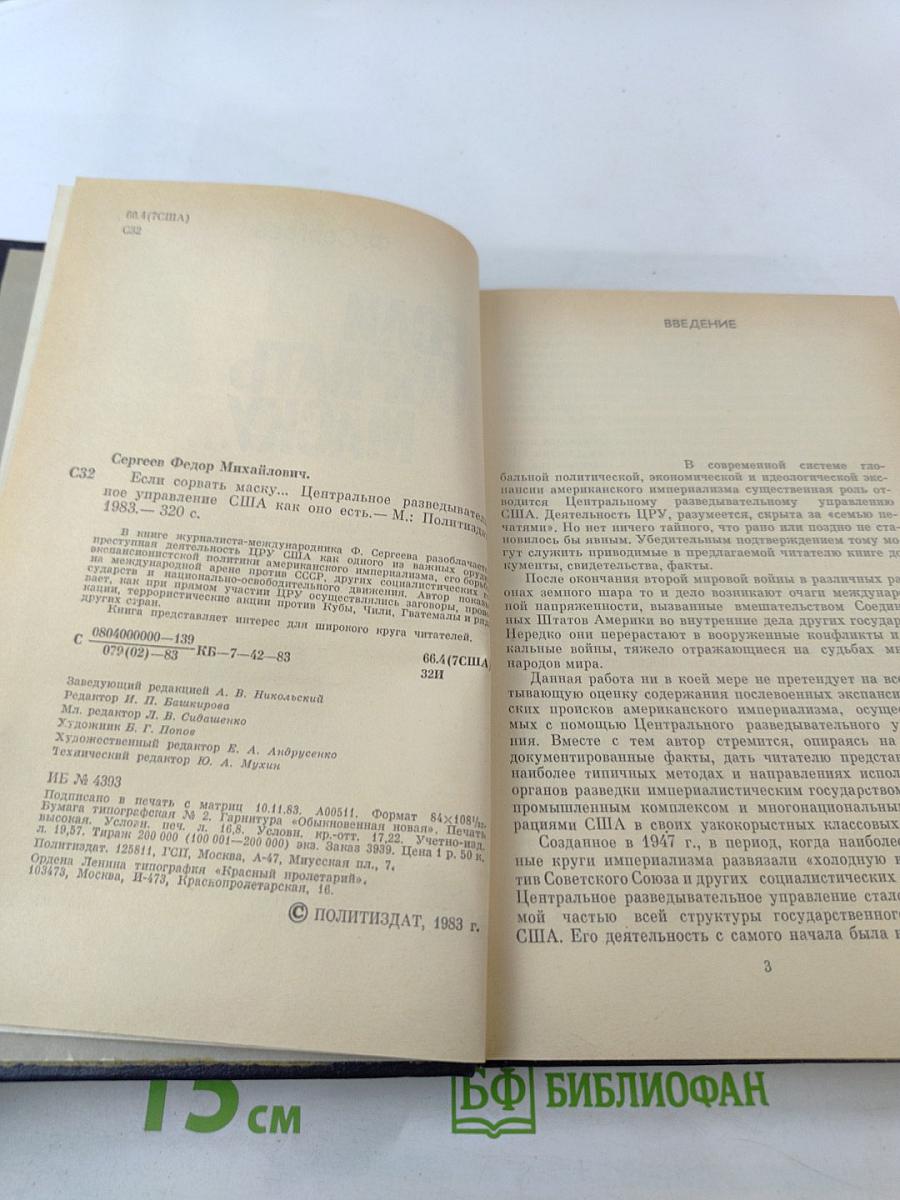 66.4(7США)
С32
Сергеев Федор Михайлович.
С32
Если сорвать маску... Центральное разведыватель
ное управление США как оно есть.— М.: Политиздат,
1983.— 320 с.
В книге журналиста-международника Ф. Сергеева разоблачает
преступная деятельность ЦРУ США как одного из важных оруди
экспансионистской политики американского империализма, его борьб
на международной арене против СССР, других социалистических г
сударств и национально-освободительного движения. Автор показы
вает, как при прямом участии ЦРУ осуществлялись заговоры, прово
кации, террористические акции против Кубы, Чили, Гватемалы и ряд
других стран.
Книга представляет интерес для широкого круга читателей.
С 0804000000—139
079(02)—83 КБ—7—42—83
66.4(7США
32И
Заведующий редакцией А. В. Никольский
Редактор И. П. Башкирова
Мл. редактор Л. В. Сидашенко
Художник Б. Г. Попов
Художественный редактор Е. А. Андрусенко
Технический редактор Ю. А. Мухин
ИБ № 4393
Подписано в печать с матриц 10.11.83. А00511. Формат 84×108¹/₃₂.
Бумага типографская № 2. Гарнитура «Обыкновенная новая». Печать
высокая. Условн. печ. л. 16,8. Условн. кр.-отт. 17,22. Учетно-изд.
л. 19,57. Тираж 200 000 (100 001—200 000) экз. Заказ 3939. Цена 1 р. 50 к.
Политиздат. 125811, ГСП, Москва, А-47, Миусская пл., 7.
Ордена Ленина типография «Красный пролетарий».
103473, Москва, И-473, Краснопролетарская, 16.
© ПОЛИТИЗДАТ, 1983 г.
ВВЕДЕНИЕ
В современной системе гло-
бальной политической, экономической и идеологической экс-
пансии американского империализма существенная роль от-
водится Центральному разведывательному управлению
США. Деятельность ЦРУ, разумеется, скрыта за «семью пе-
чатями». Но нет ничего тайного, что рано или поздно не ста-
новилось бы явным. Убедительным подтверждением тому мо-
гут служить приводимые в предлагаемой читателю книге до
кументы, свидетельства, факты.
После окончания второй мировой войны в различных ра
онах земного шара то и дело возникают очаги междунаро
ной напряженности, вызванные вмешательством Соедин
ных Штатов Америки во внутренние дела других государ
Нередко они перерастают в вооруженные конфликты и
кальные войны, тяжело отражающиеся на судьбах мн
народов мира.
Данная работа ни в коей мере не претендует на все
тывающую оценку содержания послевоенных экспанси
ских происков американского империализма, осущес
мых с помощью Центрального разведывательного у
ния. Вместе с тем автор стремится, опираясь на
документированные факты, дать читателю представ
наиболее типичных методах и направлениях испол
органов разведки империалистическим государством
промышленным комплексом и многонациональным
рациями США в своих узкокорыстных классовых
Созданное в 1947 г., в период, когда наиболе
ные круги империализма развязали «холодную в
тив Советского Союза и других социалистических
Центральное разведывательное управление стало
мой частью всей структуры государственног
США. Его деятельность с самого начала была н
3
15 см
БФ БИБЛИОФАН